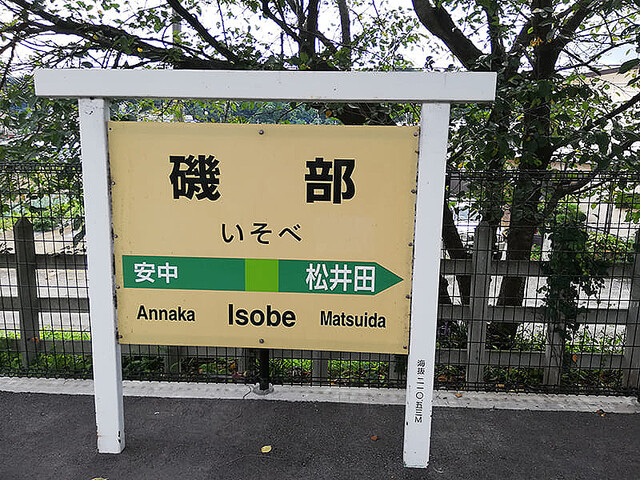 磯部
いそべ
安中 松井田
Annaka Isobe Matsuida
海抜二一〇.五三M